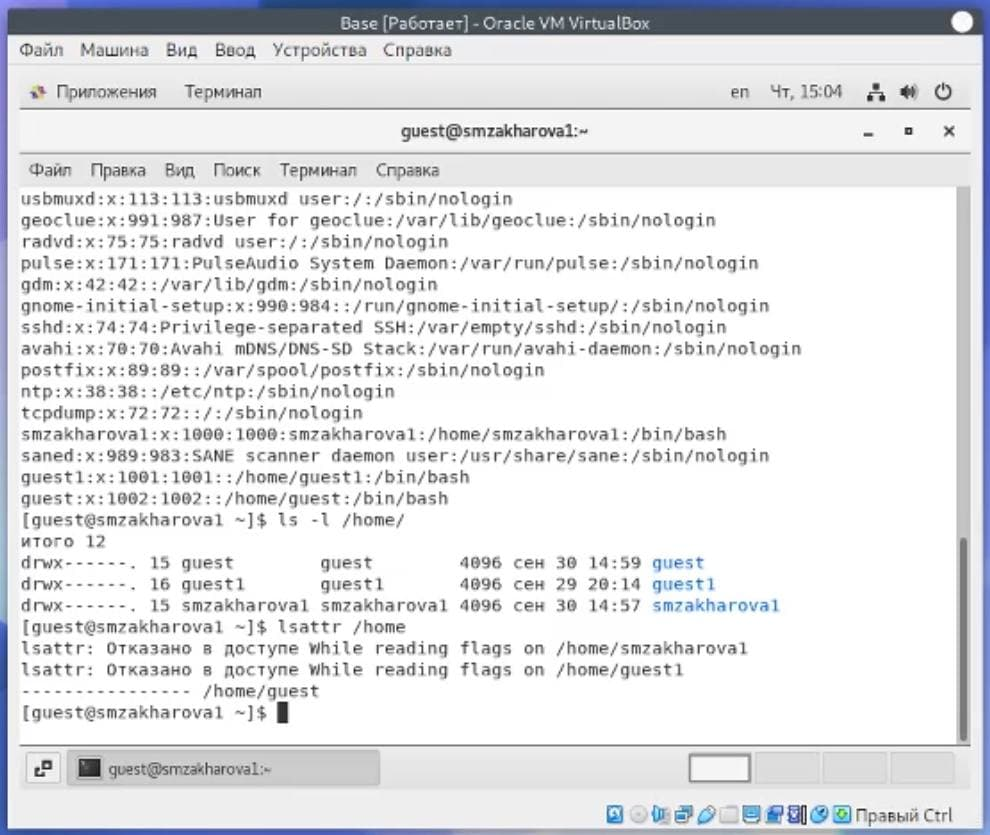 Base [Работает] - Oracle VM VirtualBox
Файл Машина Вид Ввод Устройства Справка
Приложения Терминал en Чт, 15:04
guest@smzakharova1:~
Файл Правка Вид Поиск Терминал Справка
usbmuxd:x:113:113:usbmuxd user:/:/sbin/nologin
geoclue:x:991:987:User for geoclue:/var/lib/geoclue:/sbin/nologin
radvd:x:75:75:radvd user:/:/sbin/nologin
pulse:x:171:171:PulseAudio System Daemon:/var/run/pulse:/sbin/nologin
gdm:x:42:42::/var/lib/gdm:/sbin/nologin
gnome-initial-setup:x:990:984::/run/gnome-initial-setup/:/sbin/nologin
sshd:x:74:74:Privilege-separated SSH:/var/empty/sshd:/sbin/nologin
avahi:x:70:70:Avahi mDNS/DNS-SD Stack:/var/run/avahi-daemon:/sbin/nologin
postfix:x:89:89::/var/spool/postfix:/sbin/nologin
ntp:x:38:38::/etc/ntp:/sbin/nologin
tcpdump:x:72:72::/:/sbin/nologin
smzakharova1:x:1000:1000:smzakharova1:/home/smzakharova1:/bin/bash
saned:x:989:983:SANE scanner daemon user:/usr/share/sane:/sbin/nologin
guest1:x:1001:1001::/home/guest1:/bin/bash
guest:x:1002:1002::/home/guest:/bin/bash
[guest@smzakharova1 ~]$ ls -l /home/
итого 12
drwx------. 15 guest guest 4096 сен 30 14:59 guest
drwx------. 16 guest1 guest1 4096 сен 29 20:14 guest1
drwx------. 15 smzakharova1 smzakharova1 4096 сен 30 14:57 smzakharova1
[guest@smzakharova1 ~]$ lsattr /home
lsattr: Отказано в доступе While reading flags on /home/smzakharova1
lsattr: Отказано в доступе While reading flags on /home/guest1
---------------- /home/guest
[guest@smzakharova1 ~]$
guest@smzakharova1:~
Правый Ctrl